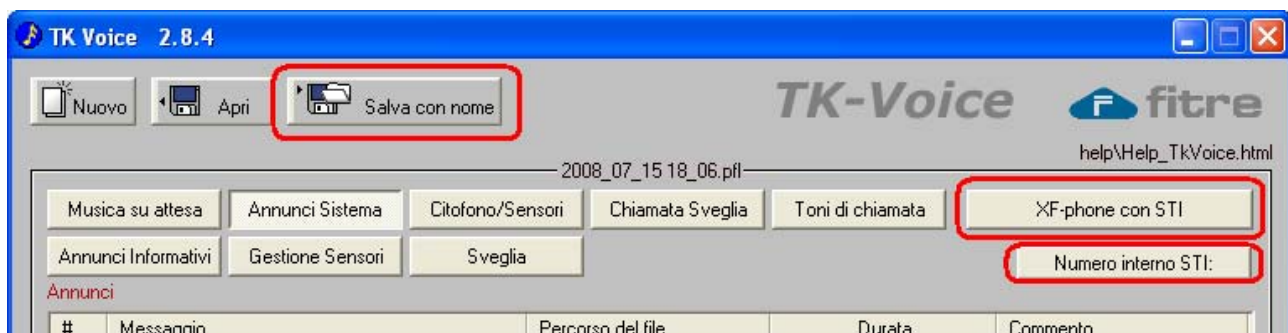 TK Voice 2.8.4
Nuovo Apri Salva con nome TK-Voice fitre
help\Help_TkVoice.html
2008_07_15 18_06.pfl
Musica su attesa Annunci Sistema Citofono/Sensori Chiamata Sveglia Toni di chiamata XF-phone con STI
Annunci Informativi Gestione Sensori Sveglia Numero interno STI:
Annunci
# Messaggio Percorso del file Durata Commento